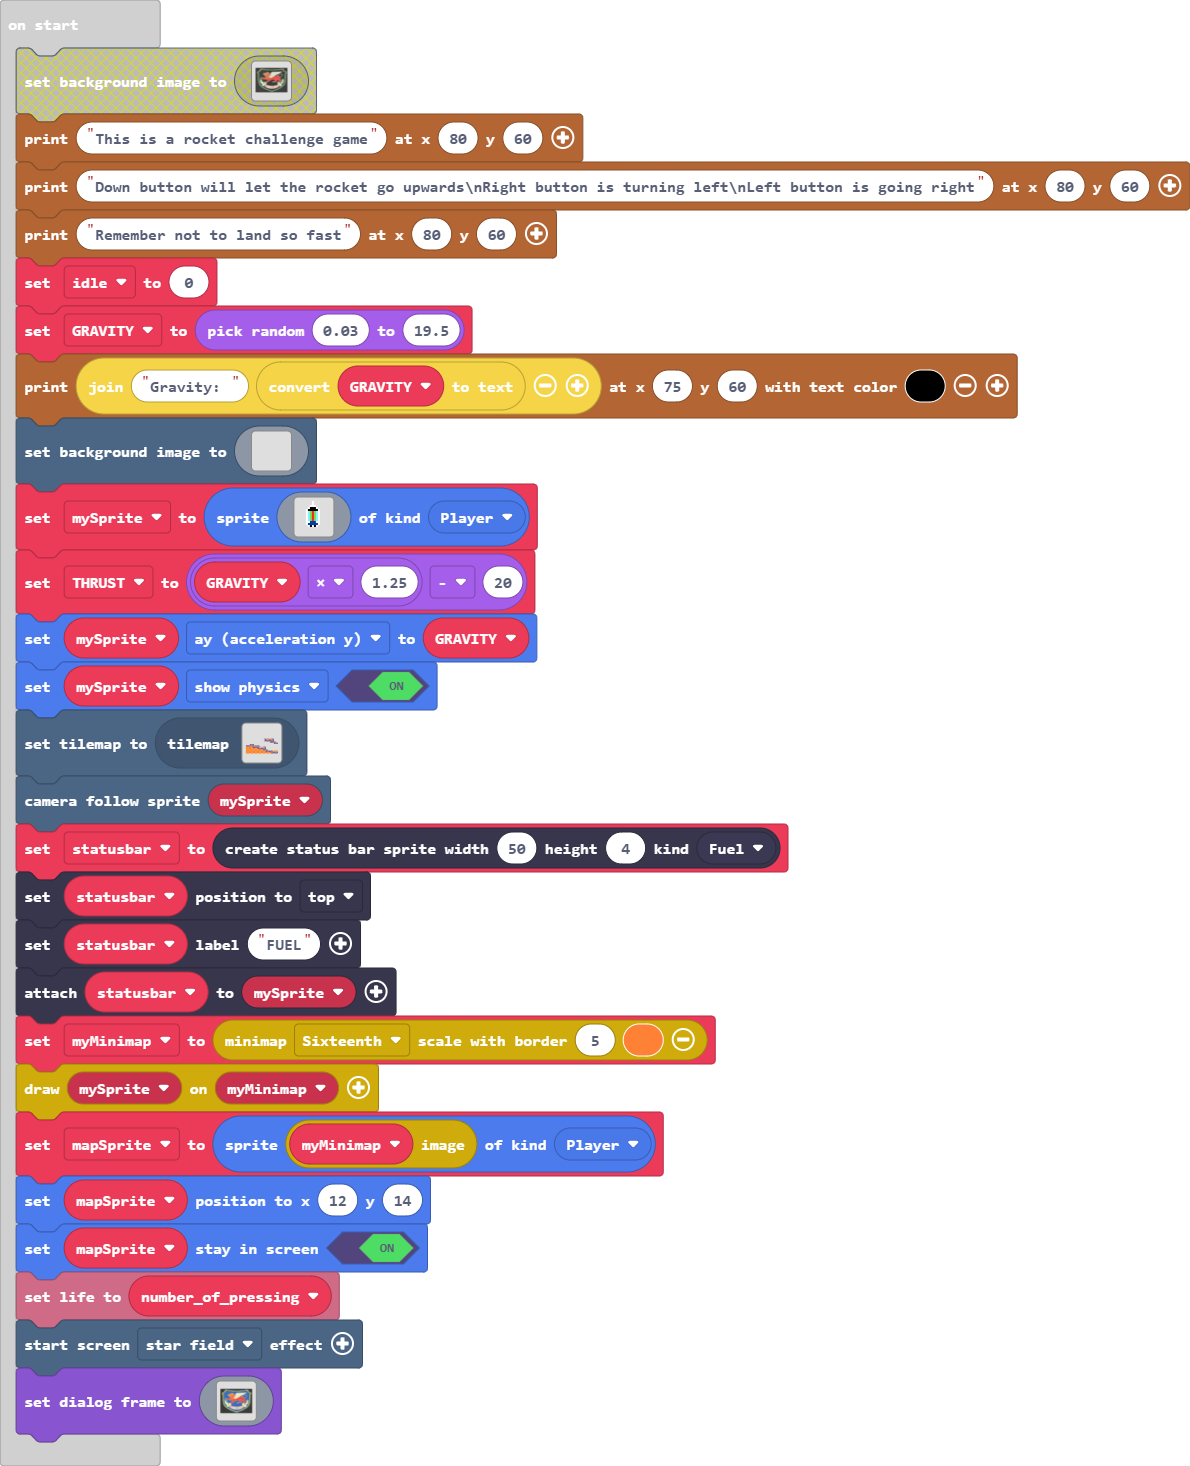 on start
set background image to
print "This is a rocket challenge game" at x 80 y 60
print "Down button will let the rocket go upwards\nRight button is turning left\nLeft button is going right" at x 80 y 60
print "Remember not to land so fast" at x 80 y 60
set idle to 0
set GRAVITY to pick random 0.03 to 19.5
print join "Gravity: " convert GRAVITY to text at x 75 y 60 with text color
set background image to
set mySprite to sprite of kind Player
set THRUST to GRAVITY × 1.25 - 20
set mySprite ay (acceleration y) to GRAVITY
set mySprite show physics ON
set tilemap to tilemap
camera follow sprite mySprite
set statusbar to create status bar sprite width 50 height 4 kind Fuel
set statusbar position to top
set statusbar label "FUEL"
attach statusbar to mySprite
set myMinimap to minimap Sixteenth scale with border 5
draw mySprite on myMinimap
set mapSprite to sprite myMinimap image of kind Player
set mapSprite position to x 12 y 14
set mapSprite stay in screen ON
set life to number_of_pressing
start screen star field effect
set dialog frame to